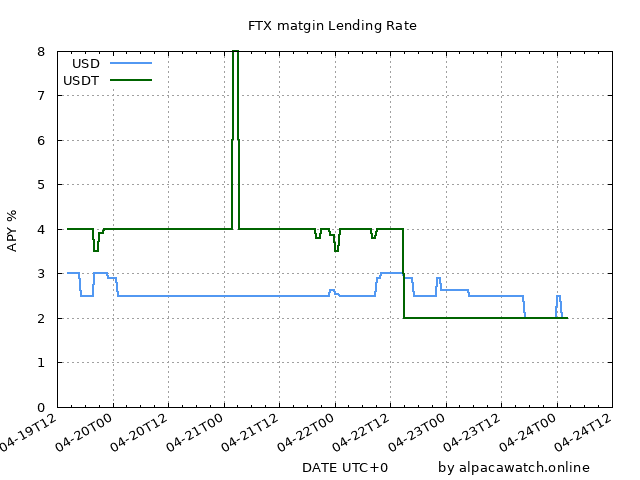 FTX matgin Lending Rate
USD
USDT
8
7
6
5
4
3
2
1
0
APY %
04-19T12
04-20T00
04-20T12
04-21T00
04-21T12
04-22T00
04-22T12
04-23T00
04-23T12
04-24T00
04-24T12
DATE UTC+0
by alpacawatch.online